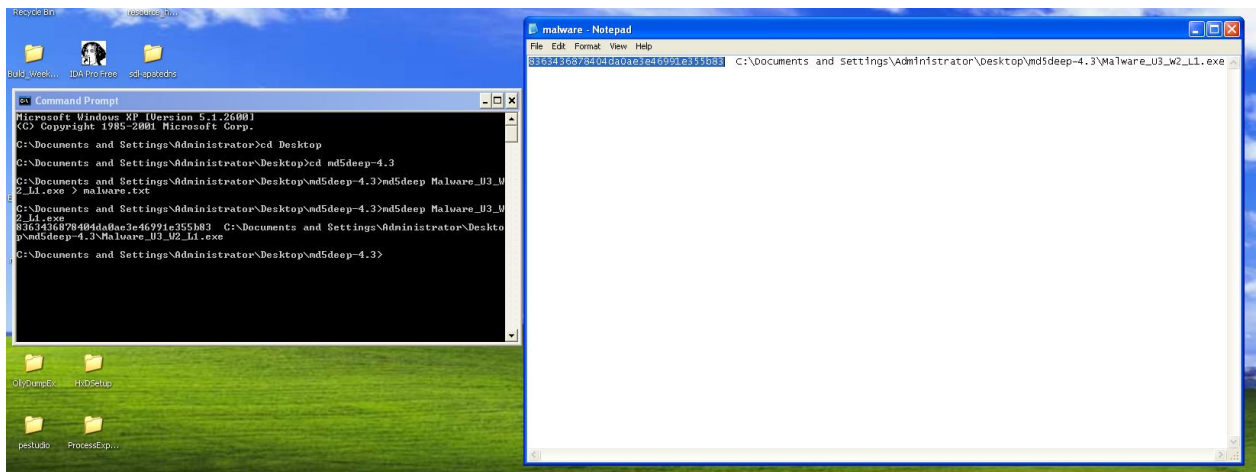 Recycle Bin
Build_Week...
IDA Pro Free
sdl-apatedns
Command Prompt
Microsoft Windows XP [Version 5.1.2600]
(C) Copyright 1985-2001 Microsoft Corp.
C:\Documents and Settings\Administrator>cd Desktop
C:\Documents and Settings\Administrator\Desktop>cd md5deep-4.3
C:\Documents and Settings\Administrator\Desktop\md5deep-4.3>md5deep Malware_U3_W
2_L1.exe > malware.txt
C:\Documents and Settings\Administrator\Desktop\md5deep-4.3>md5deep Malware_U3_W
2_L1.exe
8363436878404da0ae3e46991e355b83  C:\Documents and Settings\Administrator\Deskto
p\md5deep-4.3\Malware_U3_W2_L1.exe
C:\Documents and Settings\Administrator\Desktop\md5deep-4.3>
OllyDumpEx
HxDSetup
pestudio
ProcessExp...
malware - Notepad
File Edit Format View Help
8363436878404da0ae3e46991e355b83  C:\Documents and Settings\Administrator\Desktop\md5deep-4.3\Malware_U3_W2_L1.exe